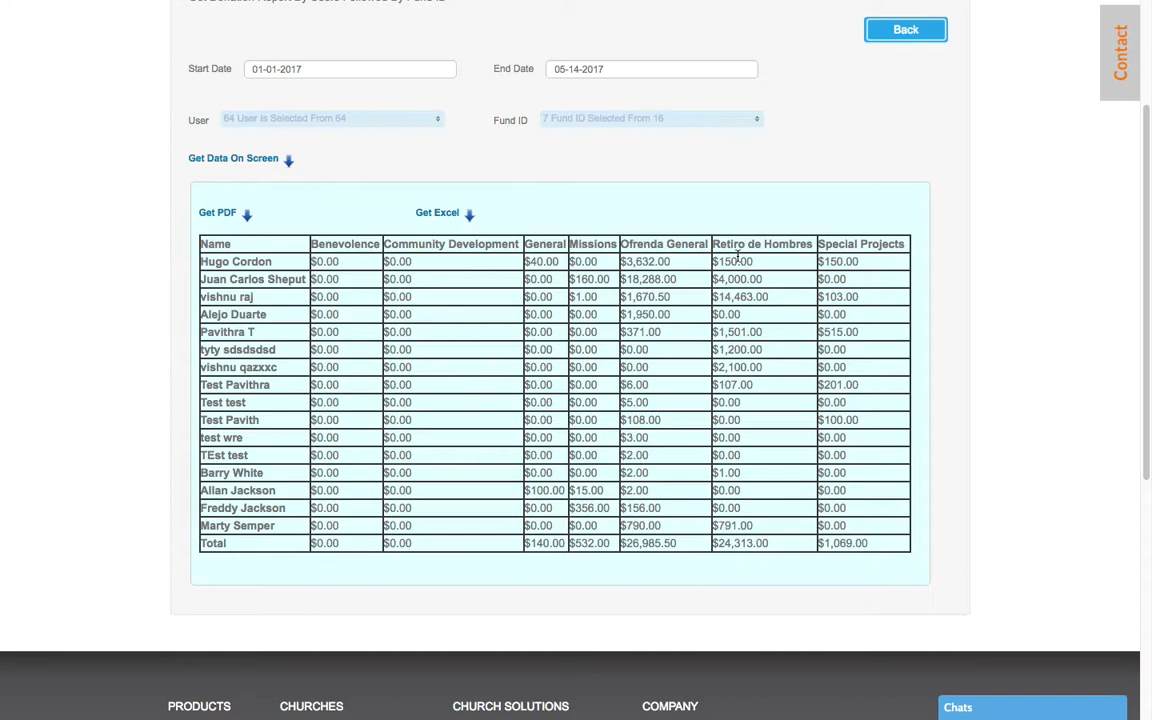 Get Donation Report By Users Followed By Fund ID
Back
Contact
Start Date 01-01-2017 End Date 05-14-2017
User 64 User Is Selected From 64 Fund ID 7 Fund ID Selected From 16
Get Data On Screen
Get PDF Get Excel
Name Benevolence Community Development General Missions Ofrenda General Retiro de Hombres Special Projects
Hugo Cordon $0.00 $0.00 $40.00 $0.00 $3,632.00 $150.00 $150.00
Juan Carlos Sheput $0.00 $0.00 $0.00 $160.00 $18,288.00 $4,000.00 $0.00
vishnu raj $0.00 $0.00 $0.00 $1.00 $1,670.50 $14,463.00 $103.00
Alejo Duarte $0.00 $0.00 $0.00 $0.00 $1,950.00 $0.00 $0.00
Pavithra T $0.00 $0.00 $0.00 $0.00 $371.00 $1,501.00 $515.00
tyty sdsdsdsd $0.00 $0.00 $0.00 $0.00 $0.00 $1,200.00 $0.00
vishnu qazxxc $0.00 $0.00 $0.00 $0.00 $0.00 $2,100.00 $0.00
Test Pavithra $0.00 $0.00 $0.00 $0.00 $6.00 $107.00 $201.00
Test test $0.00 $0.00 $0.00 $0.00 $5.00 $0.00 $0.00
Test Pavith $0.00 $0.00 $0.00 $0.00 $108.00 $0.00 $100.00
test wre $0.00 $0.00 $0.00 $0.00 $3.00 $0.00 $0.00
TEst test $0.00 $0.00 $0.00 $0.00 $2.00 $0.00 $0.00
Barry White $0.00 $0.00 $0.00 $0.00 $2.00 $1.00 $0.00
Allan Jackson $0.00 $0.00 $100.00 $15.00 $2.00 $0.00 $0.00
Freddy Jackson $0.00 $0.00 $0.00 $356.00 $156.00 $0.00 $0.00
Marty Semper $0.00 $0.00 $0.00 $0.00 $790.00 $791.00 $0.00
Total $0.00 $0.00 $140.00 $532.00 $26,985.50 $24,313.00 $1,069.00
PRODUCTS CHURCHES CHURCH SOLUTIONS COMPANY
Chats